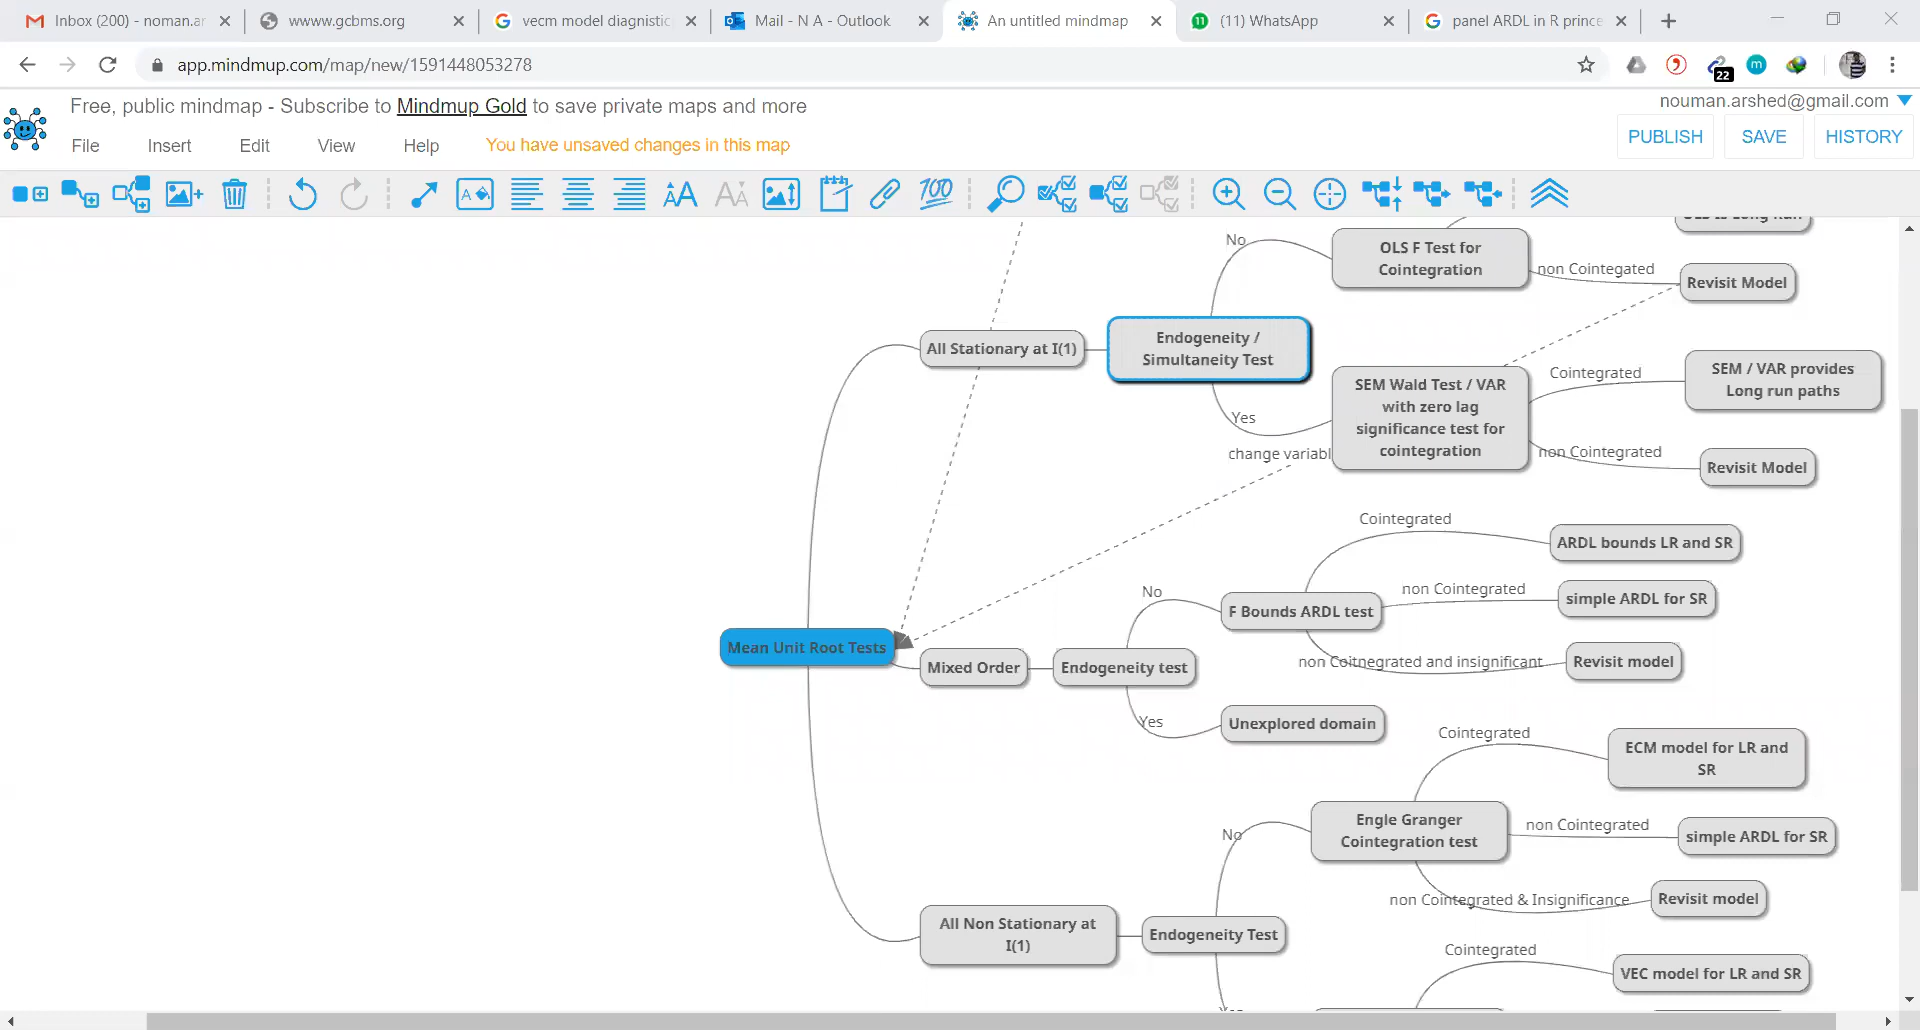 Inbox (200) - noman.ar
wwww.gcbms.org
vecm model diagnostic
Mail - N A - Outlook
An untitled mindmap
(11) WhatsApp
panel ARDL in R prince
app.mindmup.com/map/new/1591448053278
22
Free, public mindmap - Subscribe to Mindmup Gold to save private maps and more
nouman.arshed@gmail.com
File
Insert
Edit
View
Help
You have unsaved changes in this map
PUBLISH
SAVE
HISTORY
No
OLS F Test for
Cointegration
non Cointegated
Revisit Model
All Stationary at I(1)
Endogeneity /
Simultaneity Test
Yes
SEM Wald Test / VAR
with zero lag
significance test for
cointegration
Cointegrated
SEM / VAR provides
Long run paths
non Cointegrated
Revisit Model
change variabl
Mean Unit Root Tests
Mixed Order
Endogeneity test
No
F Bounds ARDL test
Cointegrated
ARDL bounds LR and SR
non Cointegrated
simple ARDL for SR
non Coitnegrated and insignificant
Revisit model
Yes
Unexplored domain
All Non Stationary at
I(1)
Endogeneity Test
No
Engle Granger
Cointegration test
Cointegrated
ECM model for LR and
SR
non Cointegrated
simple ARDL for SR
non Cointegrated & Insignificance
Revisit model
Cointegrated
VEC model for LR and SR